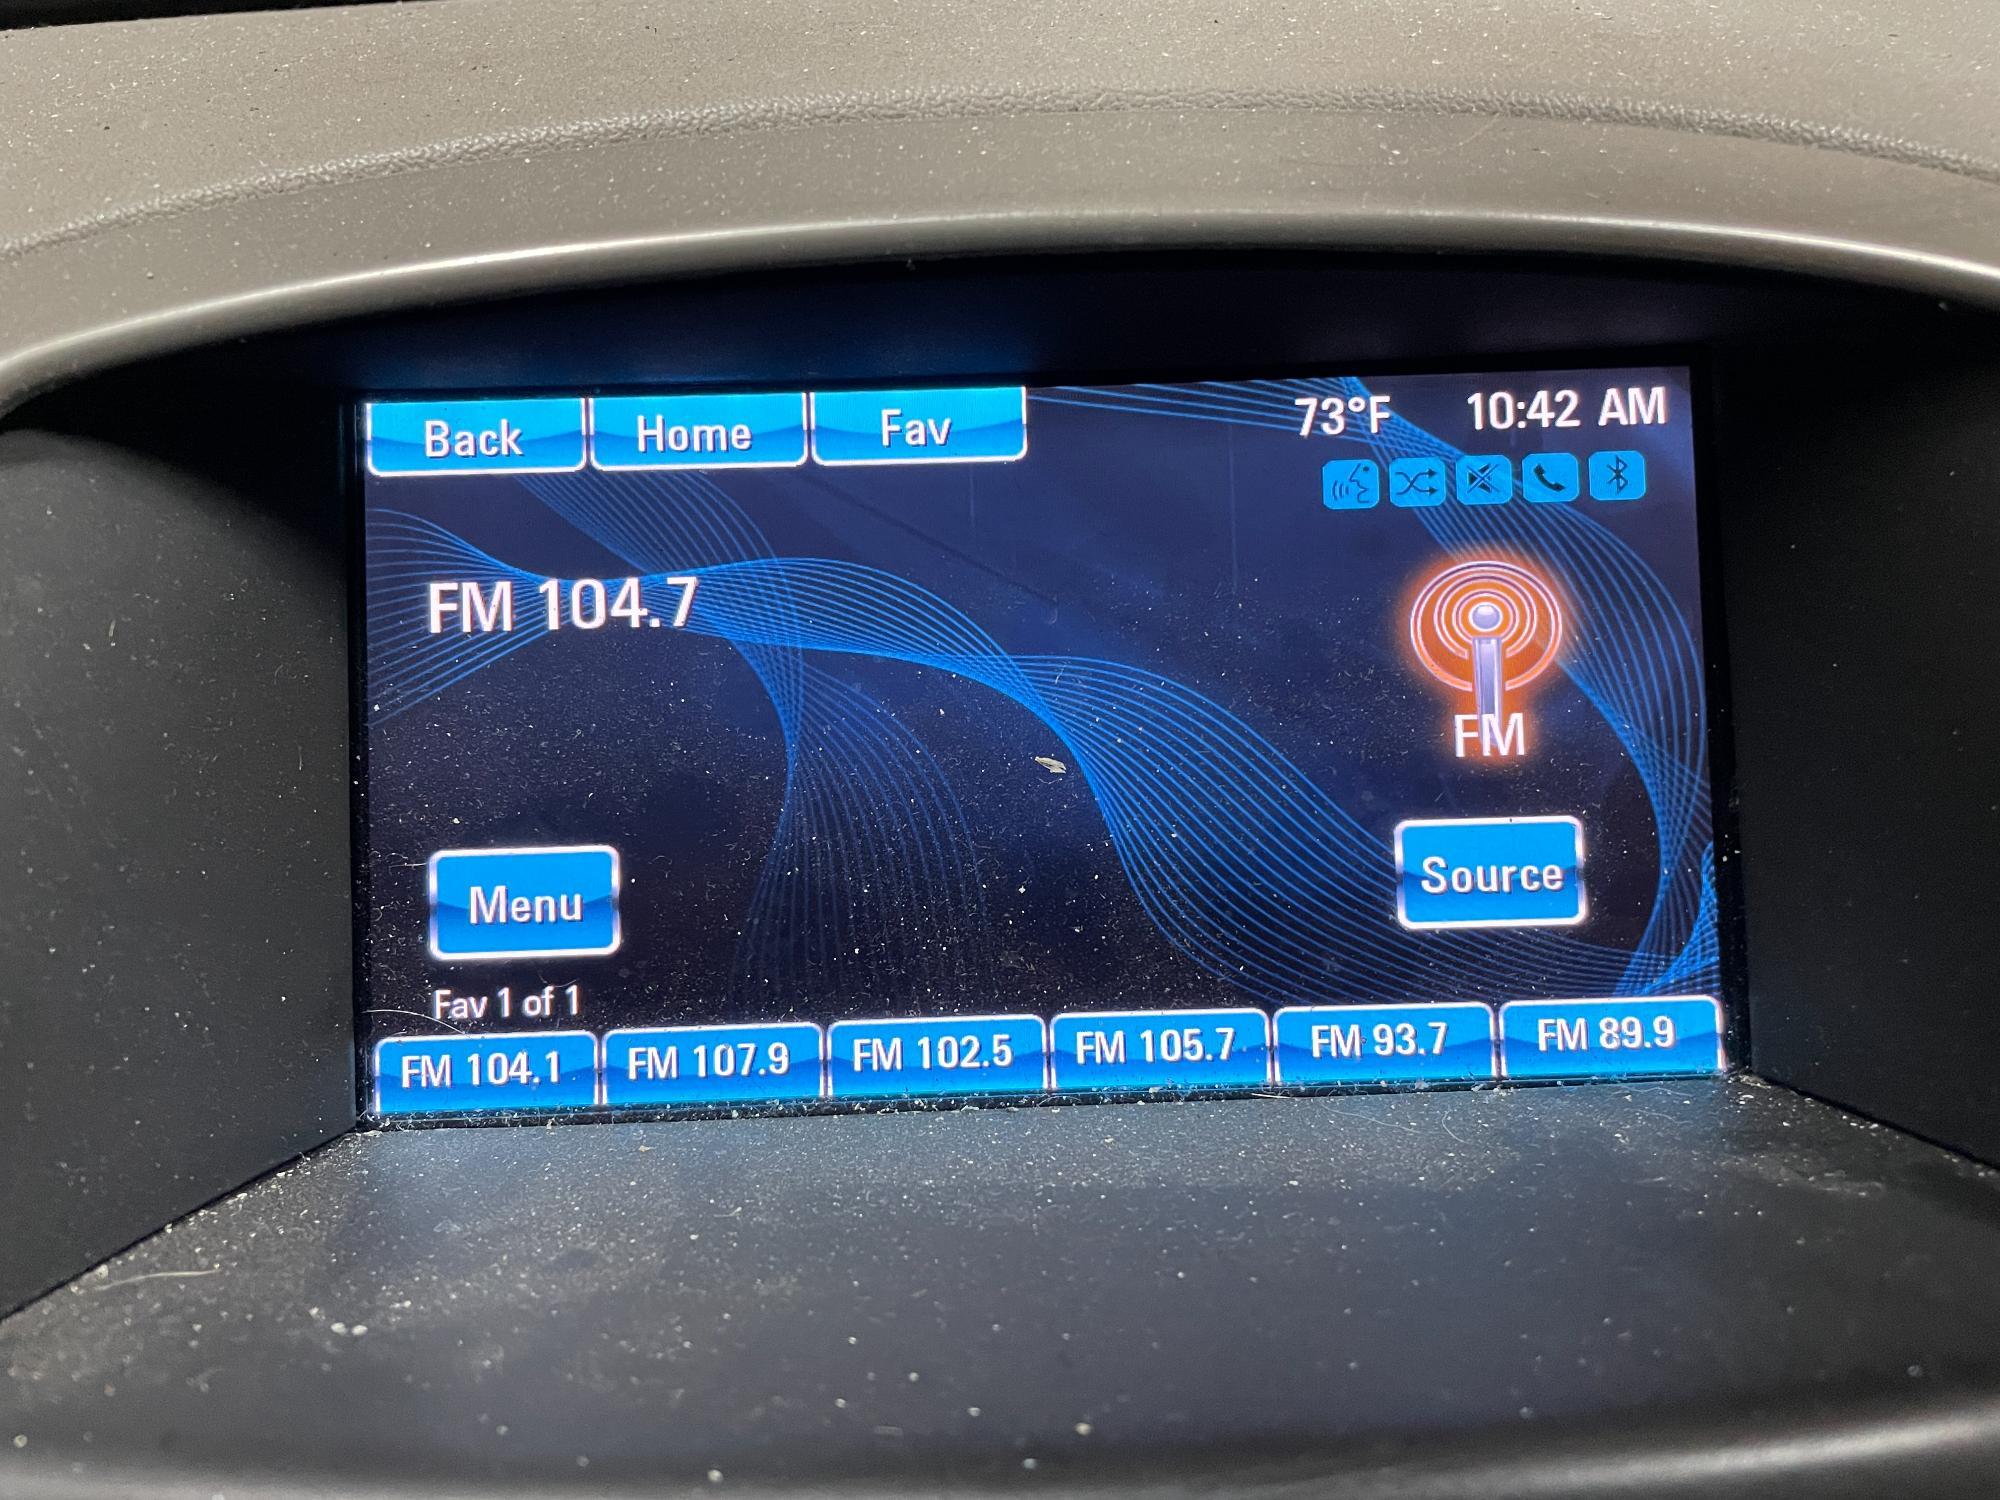 Back Home Fav 73°F 10:42 AM
FM 104.7
FM
Menu Source
Fav 1 of 1
FM 104.1 FM 107.9 FM 102.5 FM 105.7 FM 93.7 FM 89.9